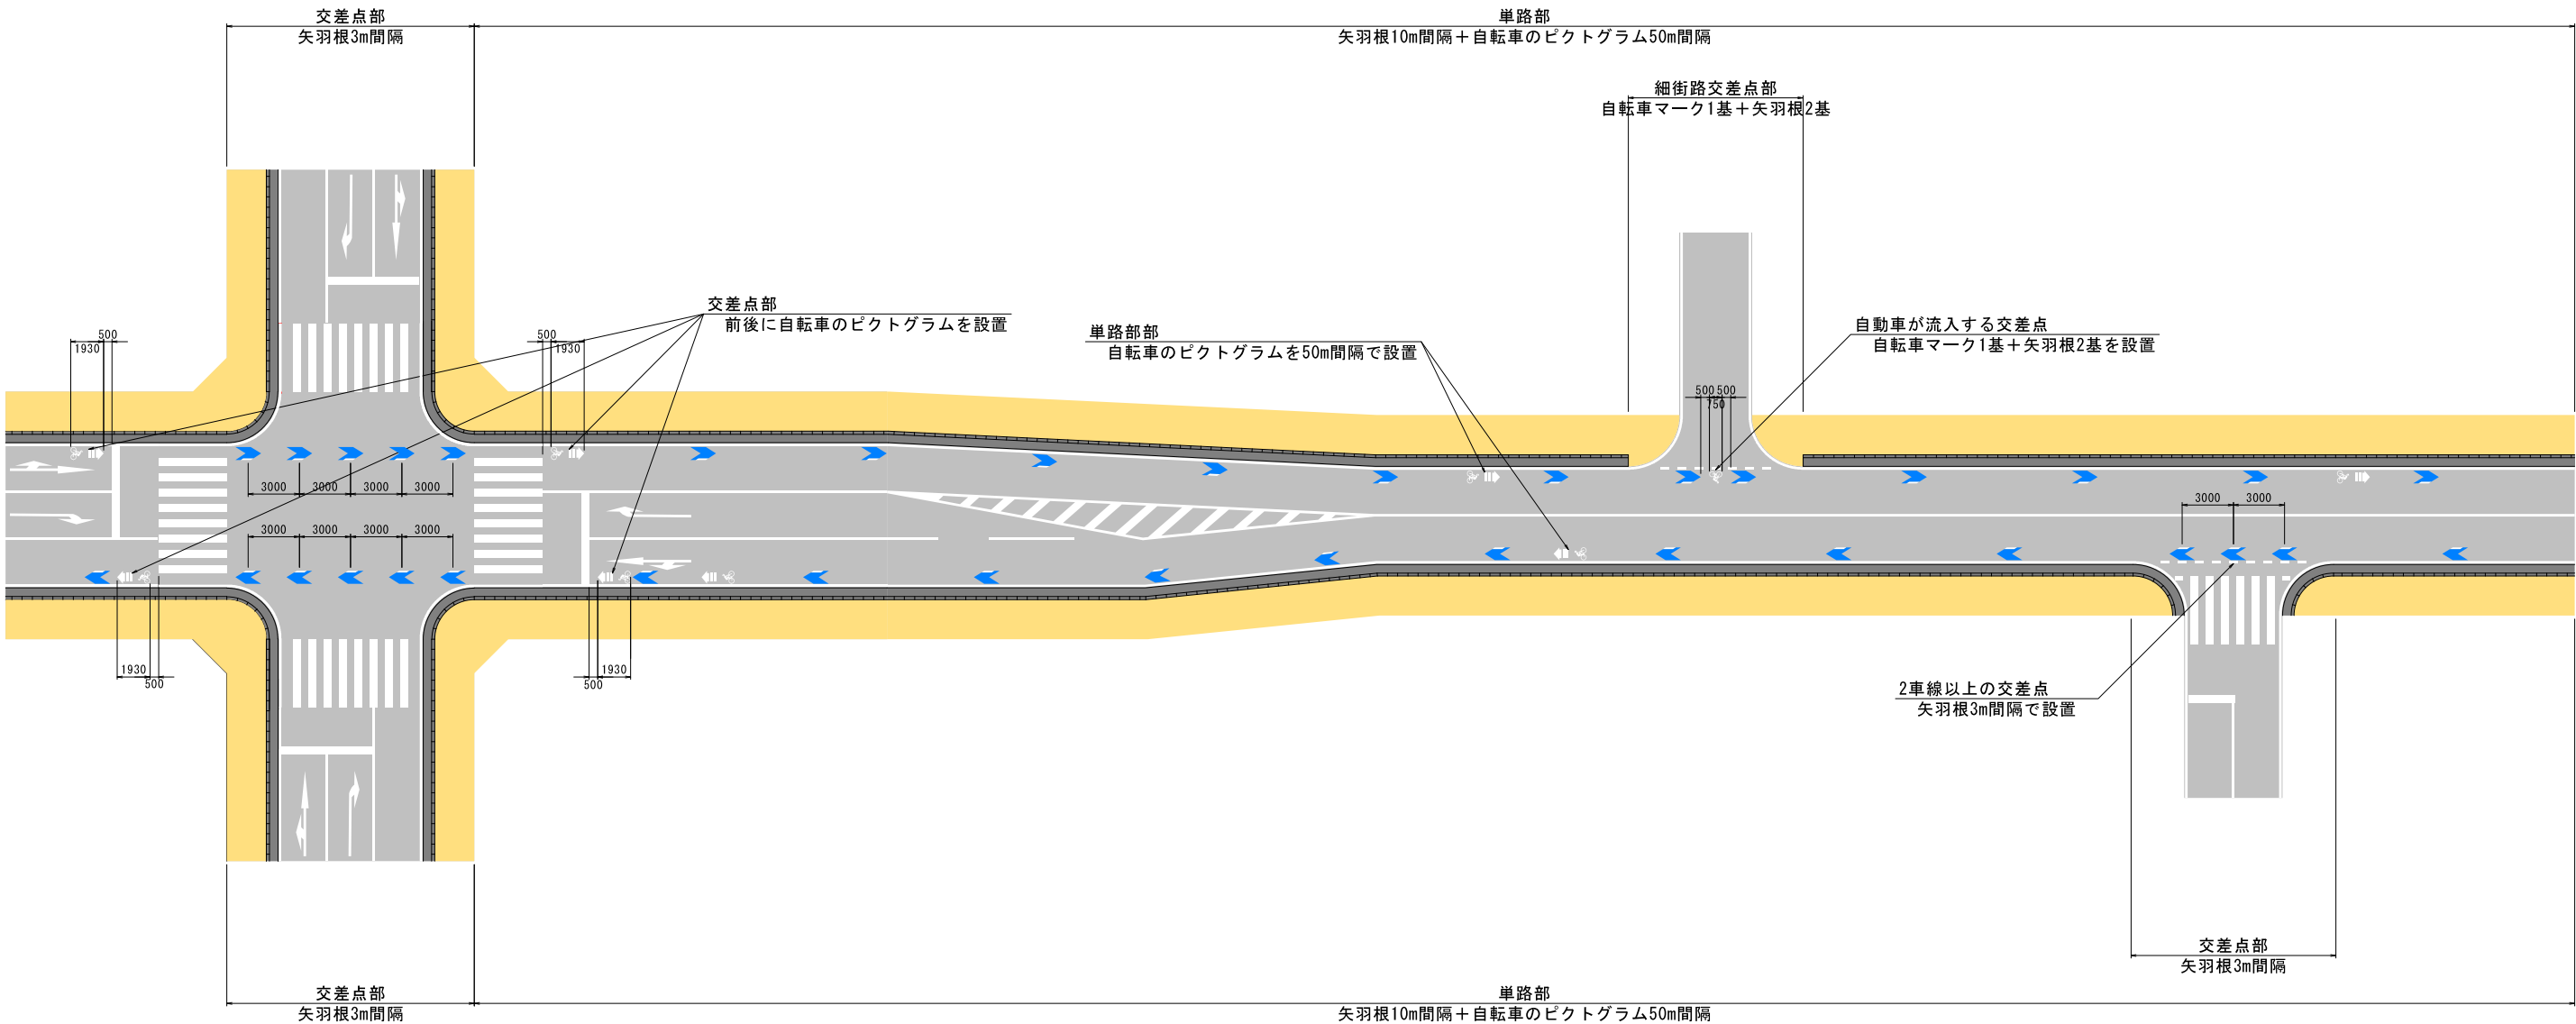 交差点部
矢羽根3m間隔
単路部
矢羽根10m間隔＋自転車のピクトグラム50m間隔
細街路交差点部
自転車マーク1基＋矢羽根2基
交差点部
前後に自転車のピクトグラムを設置
単路部部
自転車のピクトグラムを50m間隔で設置
自動車が流入する交差点
自転車マーク1基＋矢羽根2基を設置
500
1930
500
1930
500 500
750
3000 3000 3000 3000
3000 3000
3000 3000 3000 3000
1930
500
1930
500
2車線以上の交差点
矢羽根3m間隔で設置
交差点部
矢羽根3m間隔
交差点部
矢羽根3m間隔
単路部
矢羽根10m間隔＋自転車のピクトグラム50m間隔